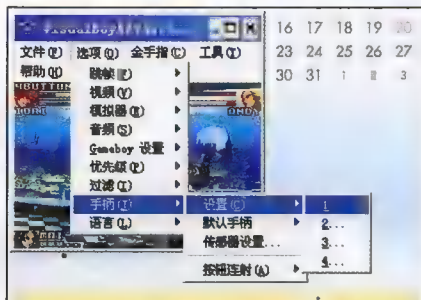 16 17 18 19 20
文件(F) 选项(O) 金手指(C) 工具(T)
23 24 25 26 27
帮助(H)
30 31 1 2 3
跳帧(F)
视频(V)
模拟器(E)
音频(S)
Gameboy 设置
优先级(P)
过滤(I)
手柄(J)
语言(L)
设置(C)
默认手柄
传感器设置...
按钮连射(A)
1
2...
3...
4...
ANDY